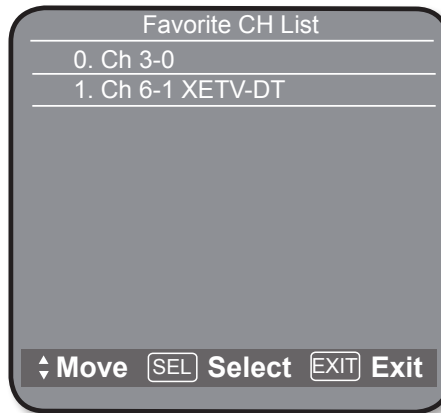 Favorite CH List
0. Ch 3-0
1. Ch 6-1 XETV-DT
Move SEL Select EXIT Exit